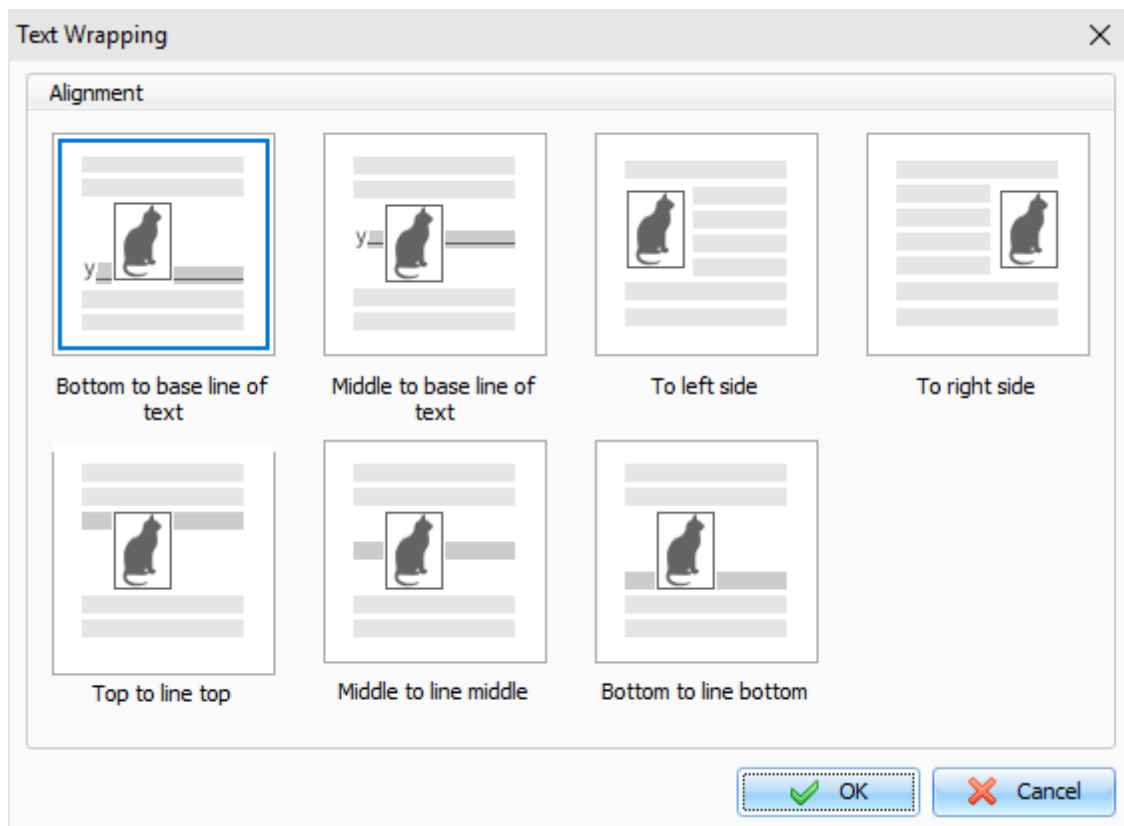 Text Wrapping
Alignment
y
y
Bottom to base line of
text
Middle to base line of
text
To left side
To right side
Top to line top
Middle to line middle
Bottom to line bottom
OK
Cancel